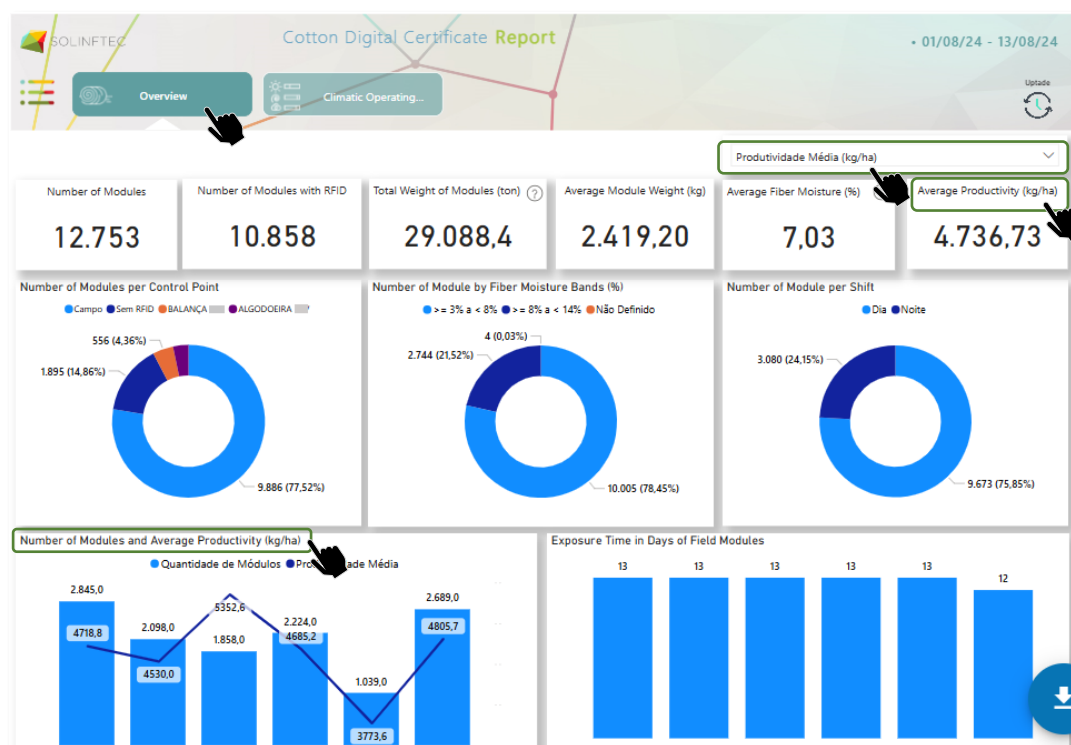 SOLINFTEC
Cotton Digital Certificate Report
• 01/08/24 - 13/08/24
Overview
Climatic Operating...
Uptade
Produtividade Média (kg/ha)
Number of Modules
12.753
Number of Modules with RFID
10.858
Total Weight of Modules (ton) ?
29.088,4
Average Module Weight (kg)
2.419,20
Average Fiber Moisture (%)
7,03
Average Productivity (kg/ha)
4.736,73
Number of Modules per Control Point
Campo Sem RFID BALANÇA ALGODOEIRA
556 (4,36%)
1.895 (14,86%)
9.886 (77,52%)
Number of Module by Fiber Moisture Bands (%)
>= 3% a < 8% >= 8% a < 14% Não Definido
4 (0,03%)
2.744 (21,52%)
10.005 (78,45%)
Number of Module per Shift
Dia Noite
3.080 (24,15%)
9.673 (75,85%)
Number of Modules and Average Productivity (kg/ha)
Quantidade de Módulos Média
2.845,0
4718,8
2.098,0
4530,0
5352,6
1.858,0
2.224,0
4685,2
1.039,0
3773,6
2.689,0
4805,7
Exposure Time in Days of Field Modules
13
13
13
13
13
12